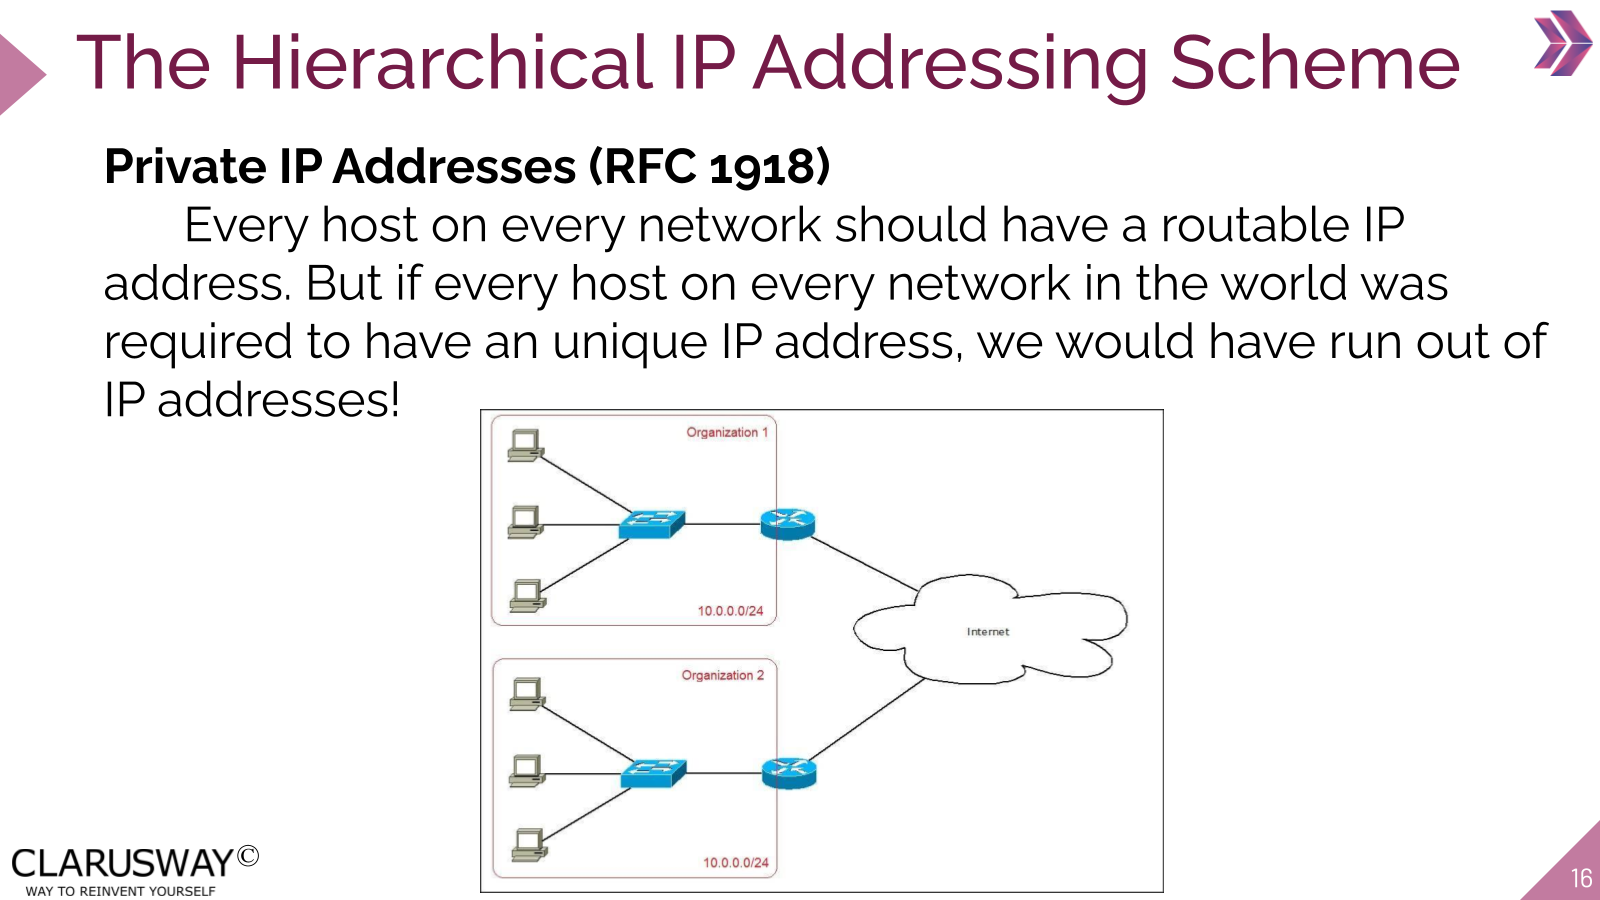 The Hierarchical IP Addressing Scheme
Private IP Addresses (RFC 1918)
Every host on every network should have a routable IP
address. But if every host on every network in the world was
required to have an unique IP address, we would have run out of
IP addresses!
Organization 1
10.0.0.0/24
Internet
Organization 2
10.0.0.0/24
CLARUSWAY©
WAY TO REINVENT YOURSELF
16